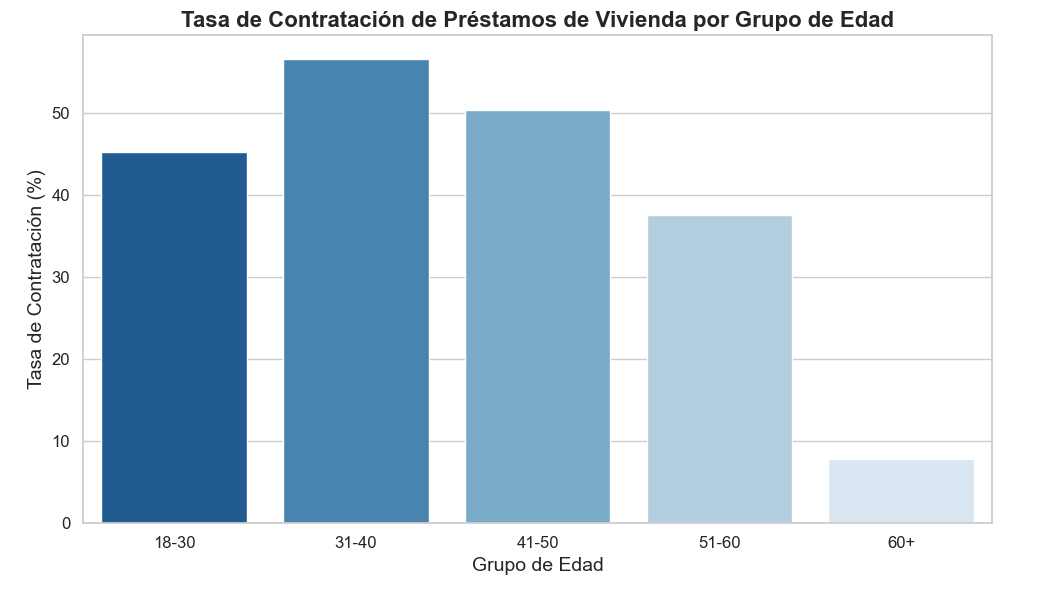 Tasa de Contratación de Préstamos de Vivienda por Grupo de Edad
Tasa de Contratación (%)
50
40
30
20
10
0
18-30 31-40 41-50 51-60 60+
Grupo de Edad